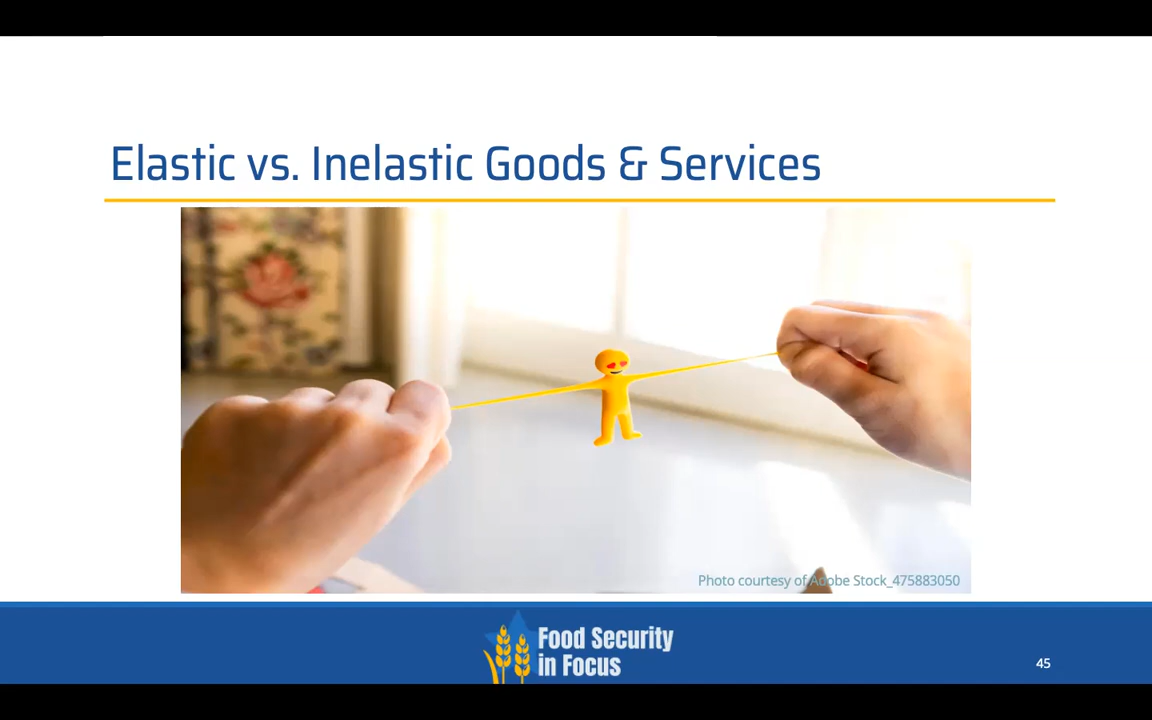 Elastic vs. Inelastic Goods & Services
Photo courtesy of Adobe Stock_475883050
Food Security
in Focus
45